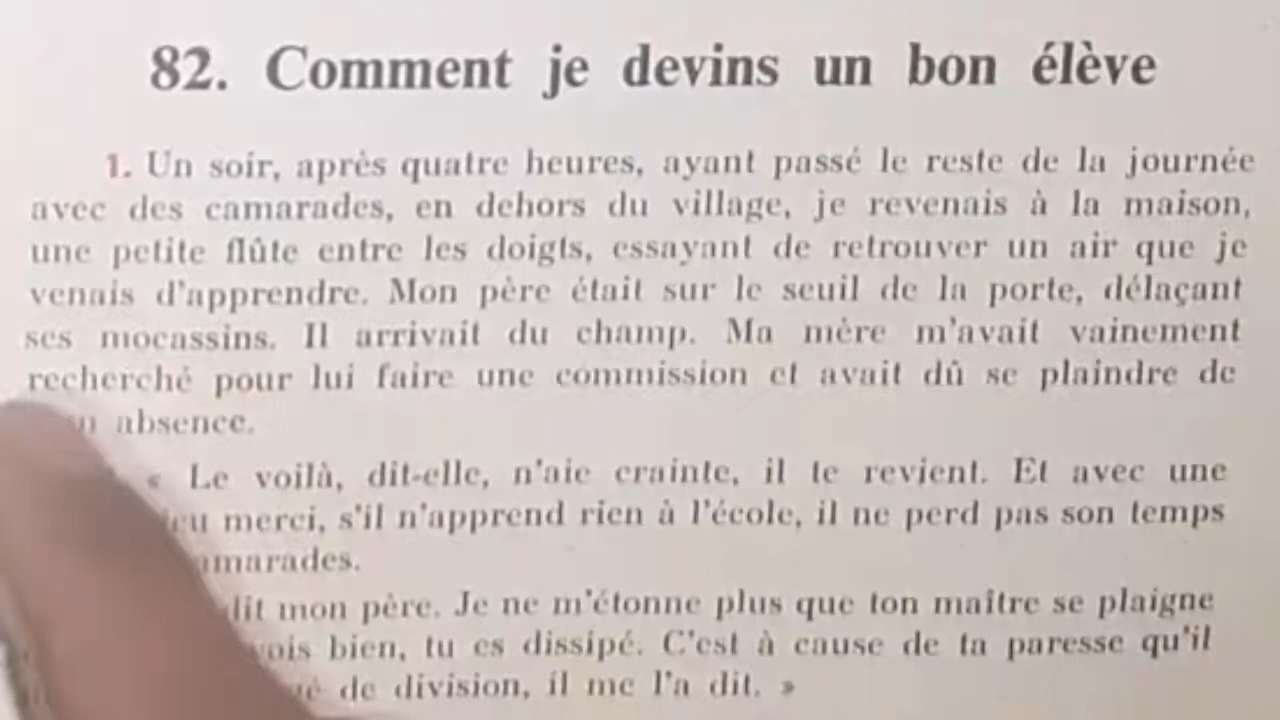 82. Comment je devins un bon élève
1. Un soir, après quatre heures, ayant passé le reste de la journée
avec des camarades, en dehors du village, je revenais à la maison,
une petite flûte entre les doigts, essayant de retrouver un air que je
venais d'apprendre. Mon père était sur le seuil de la porte, délaçant
ses mocassins. Il arrivait du champ. Ma mère m'avait vainement
recherché pour lui faire une commission et avait dû se plaindre de
absence.
« Le voilà, dit-elle, n'aie crainte, il te revient. Et avec une
merci, s'il n'apprend rien à l'école, il ne perd pas son temps
dit mon père. Je ne m'étonne plus que ton maître se plaigne
bien, tu es dissipé. C'est à cause de ta paresse qu'il
de division, il me l'a dit. »